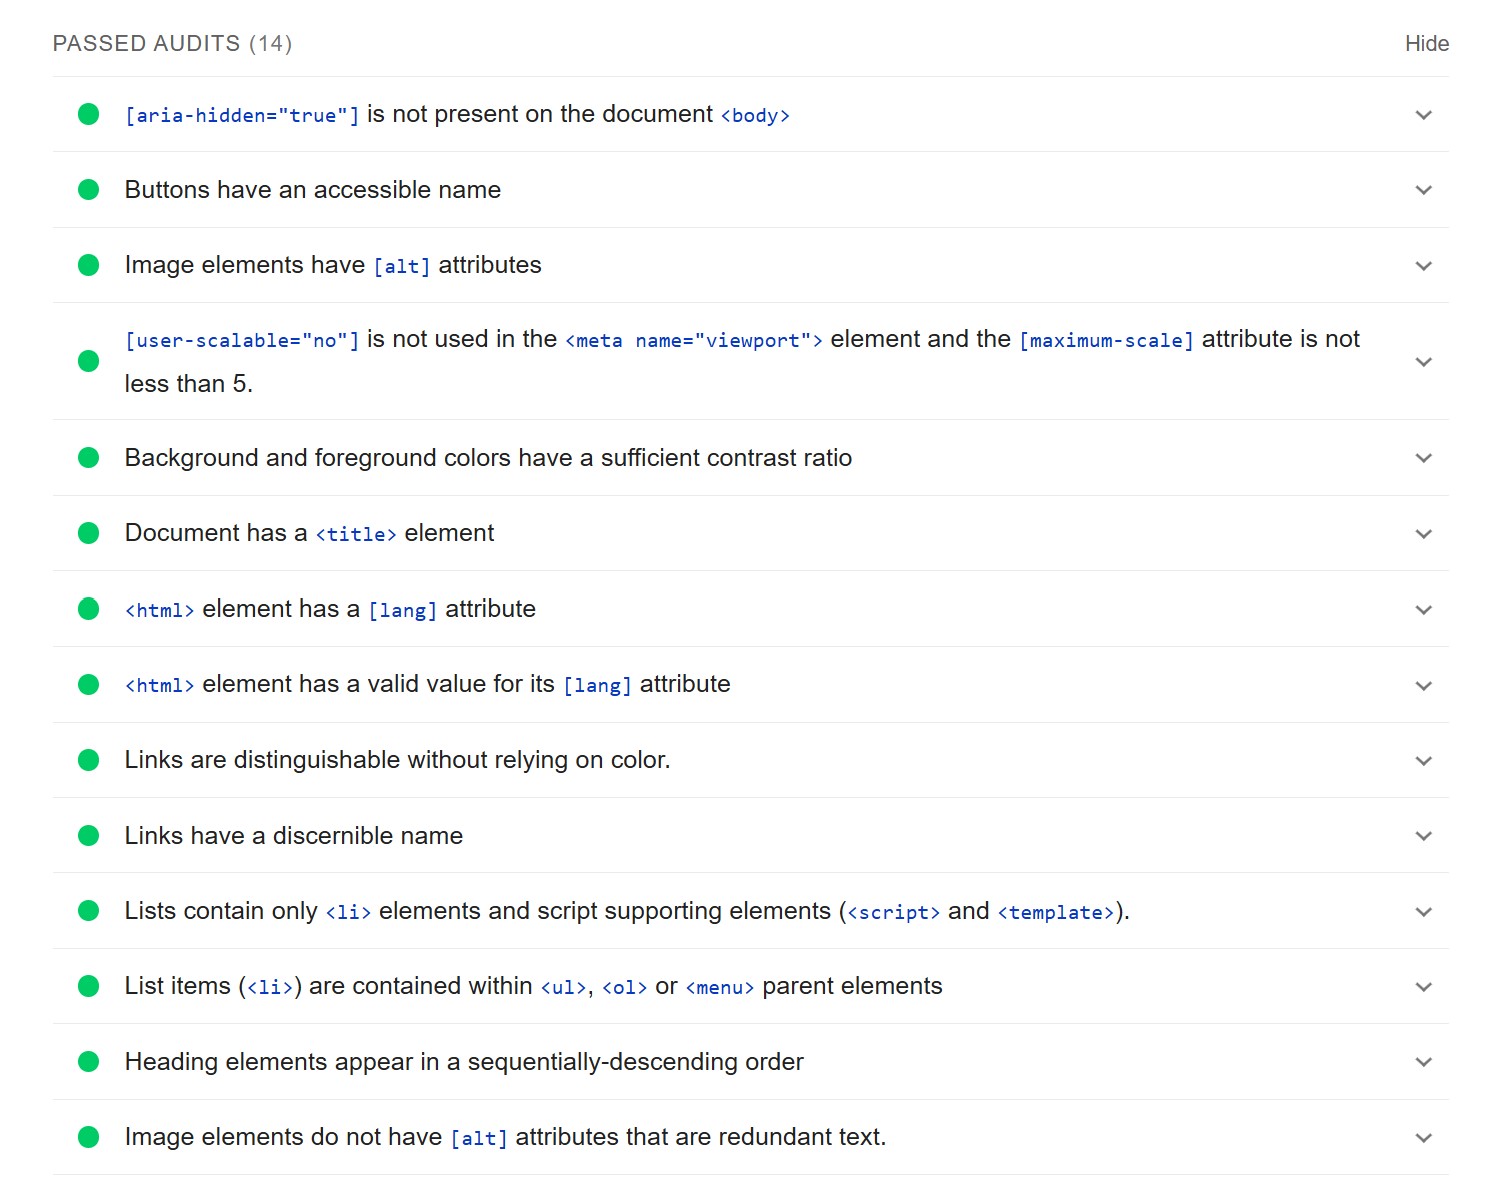 PASSED AUDITS (14)
Hide
[aria-hidden="true"] is not present on the document <body>
Buttons have an accessible name
Image elements have [alt] attributes
[user-scalable="no"] is not used in the <meta name="viewport"> element and the [maximum-scale] attribute is not
less than 5.
Background and foreground colors have a sufficient contrast ratio
Document has a <title> element
<html> element has a [lang] attribute
<html> element has a valid value for its [lang] attribute
Links are distinguishable without relying on color.
Links have a discernible name
Lists contain only <li> elements and script supporting elements (<script> and <template>).
List items (<li>) are contained within <ul>, <ol> or <menu> parent elements
Heading elements appear in a sequentially-descending order
Image elements do not have [alt] attributes that are redundant text.